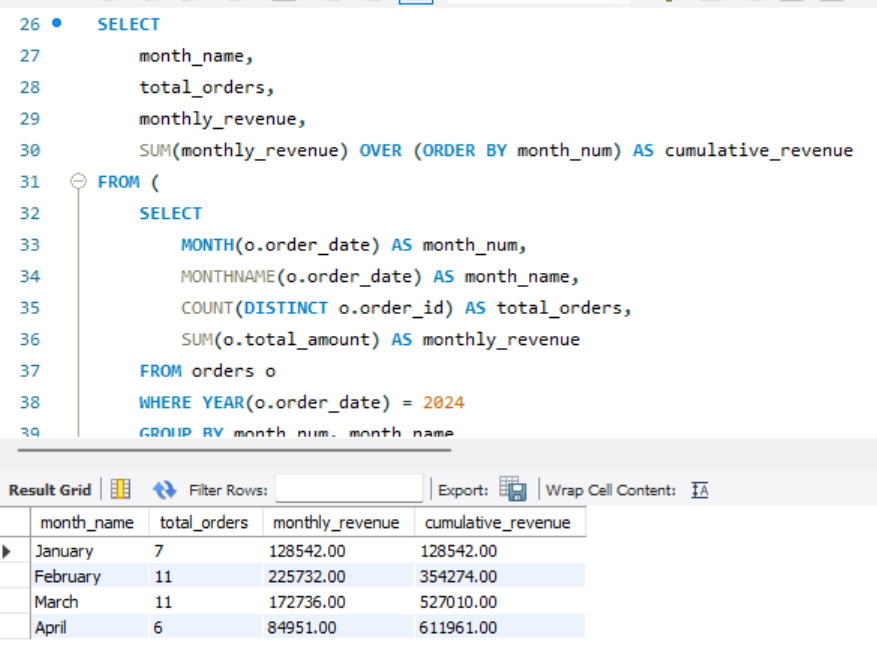 26 SELECT
27 month_name,
28 total_orders,
29 monthly_revenue,
30 SUM(monthly_revenue) OVER (ORDER BY month_num) AS cumulative_revenue
31 FROM (
32 SELECT
33 MONTH(o.order_date) AS month_num,
34 MONTHNAME(o.order_date) AS month_name,
35 COUNT(DISTINCT o.order_id) AS total_orders,
36 SUM(o.total_amount) AS monthly_revenue
37 FROM orders o
38 WHERE YEAR(o.order_date) = 2024
39 GROUP BY month_num, month_name
Result Grid Filter Rows: Export: Wrap Cell Content: IA
month_name total_orders monthly_revenue cumulative_revenue
January 7 128542.00 128542.00
February 11 225732.00 354274.00
March 11 172736.00 527010.00
April 6 84951.00 611961.00